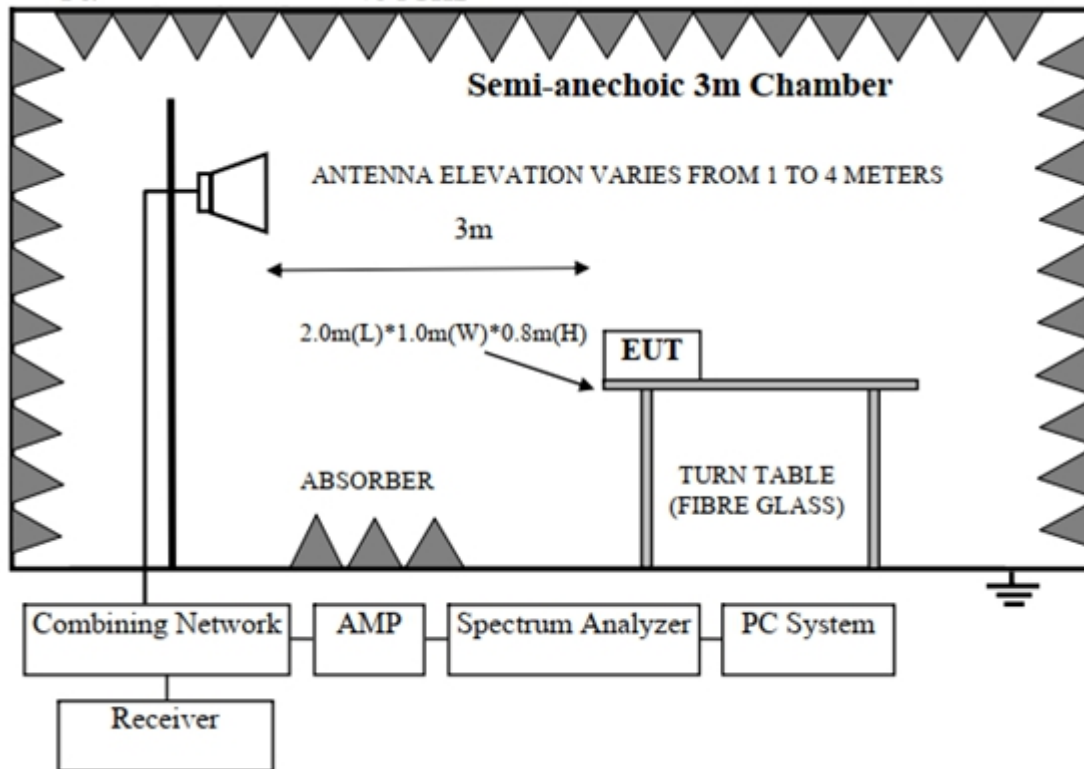 Semi-anechoic 3m Chamber
ANTENNA ELEVATION VARIES FROM 1 TO 4 METERS
3m
2.0m(L)*1.0m(W)*0.8m(H)
EUT
ABSORBER
TURN TABLE
(FIBRE GLASS)
Combining Network
AMP
Spectrum Analyzer
PC System
Receiver